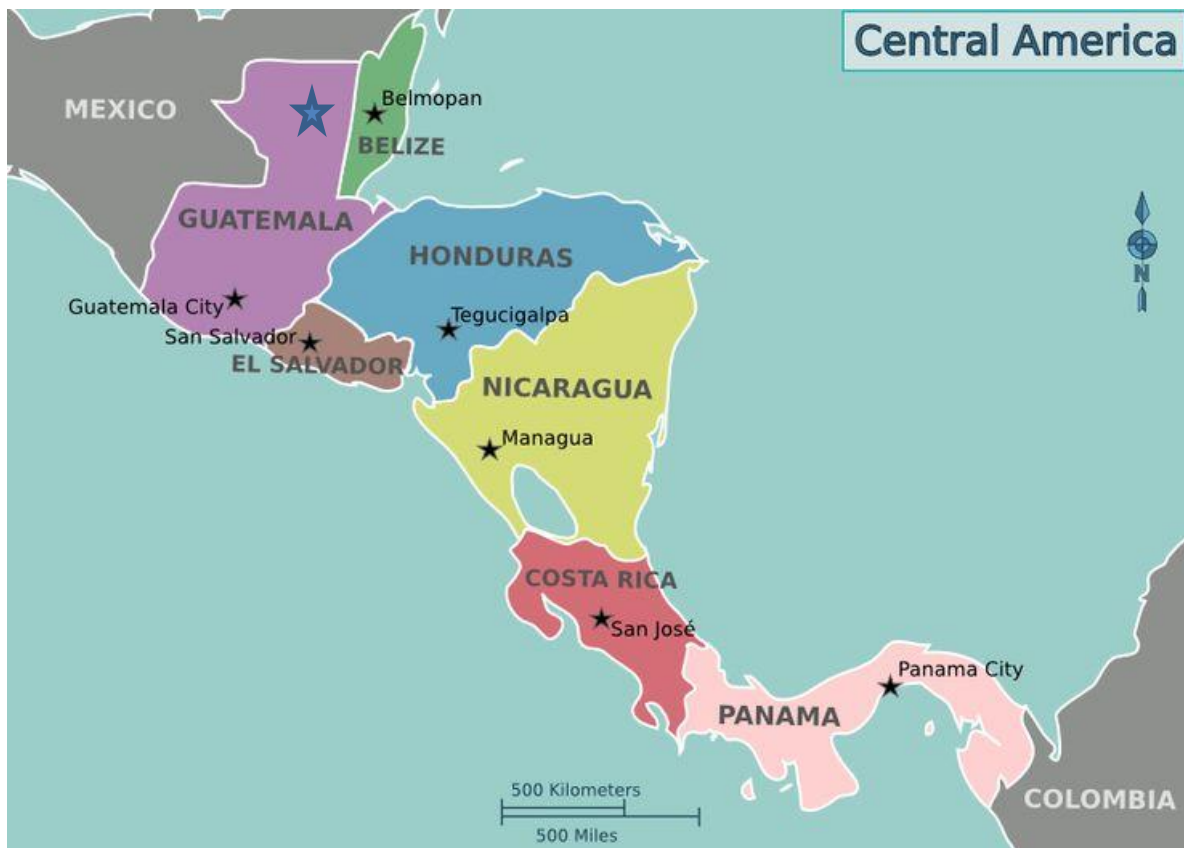 Central America
MEXICO
Belmopan
BELIZE
GUATEMALA
HONDURAS
N
Guatemala City
Tegucigalpa
San Salvador
EL SALVADOR
NICARAGUA
Managua
COSTA RICA
San José
Panama City
PANAMA
500 Kilometers
COLOMBIA
500 Miles